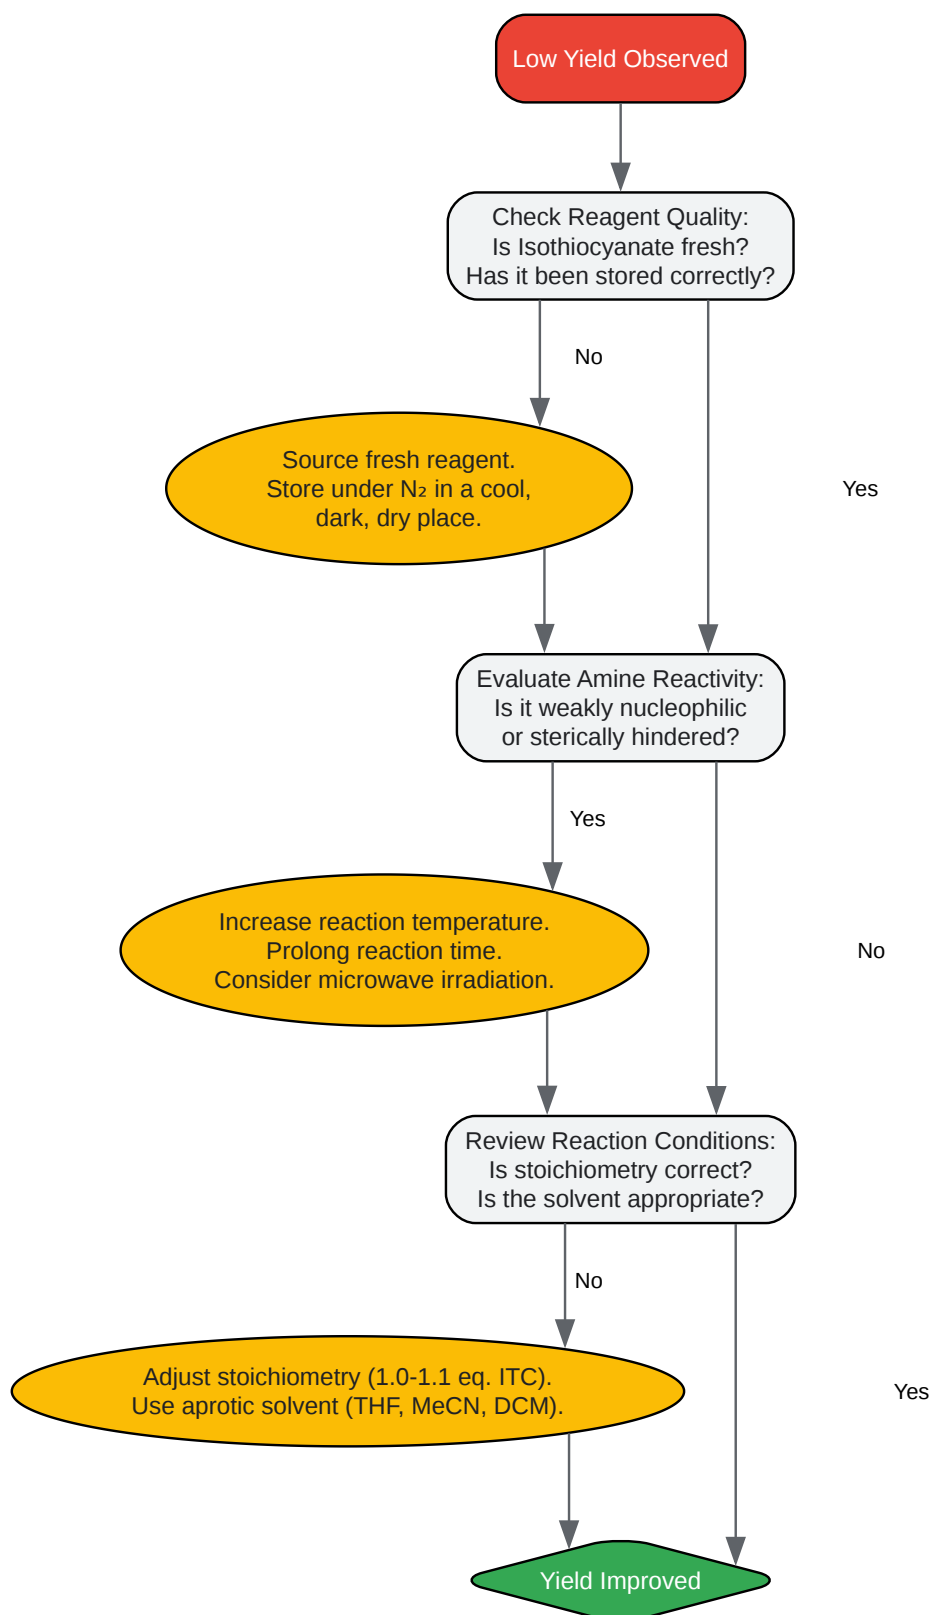 Low Yield Observed
Check Reagent Quality:
Is Isothiocyanate fresh?
Has it been stored correctly?
No
Source fresh reagent.
Store under N₂ in a cool,
dark, dry place.
Yes
Evaluate Amine Reactivity:
Is it weakly nucleophilic
or sterically hindered?
Yes
Increase reaction temperature.
Prolong reaction time.
Consider microwave irradiation.
No
Review Reaction Conditions:
Is stoichiometry correct?
Is the solvent appropriate?
No
Adjust stoichiometry (1.0-1.1 eq. ITC).
Use aprotic solvent (THF, MeCN, DCM).
Yes
Yield Improved